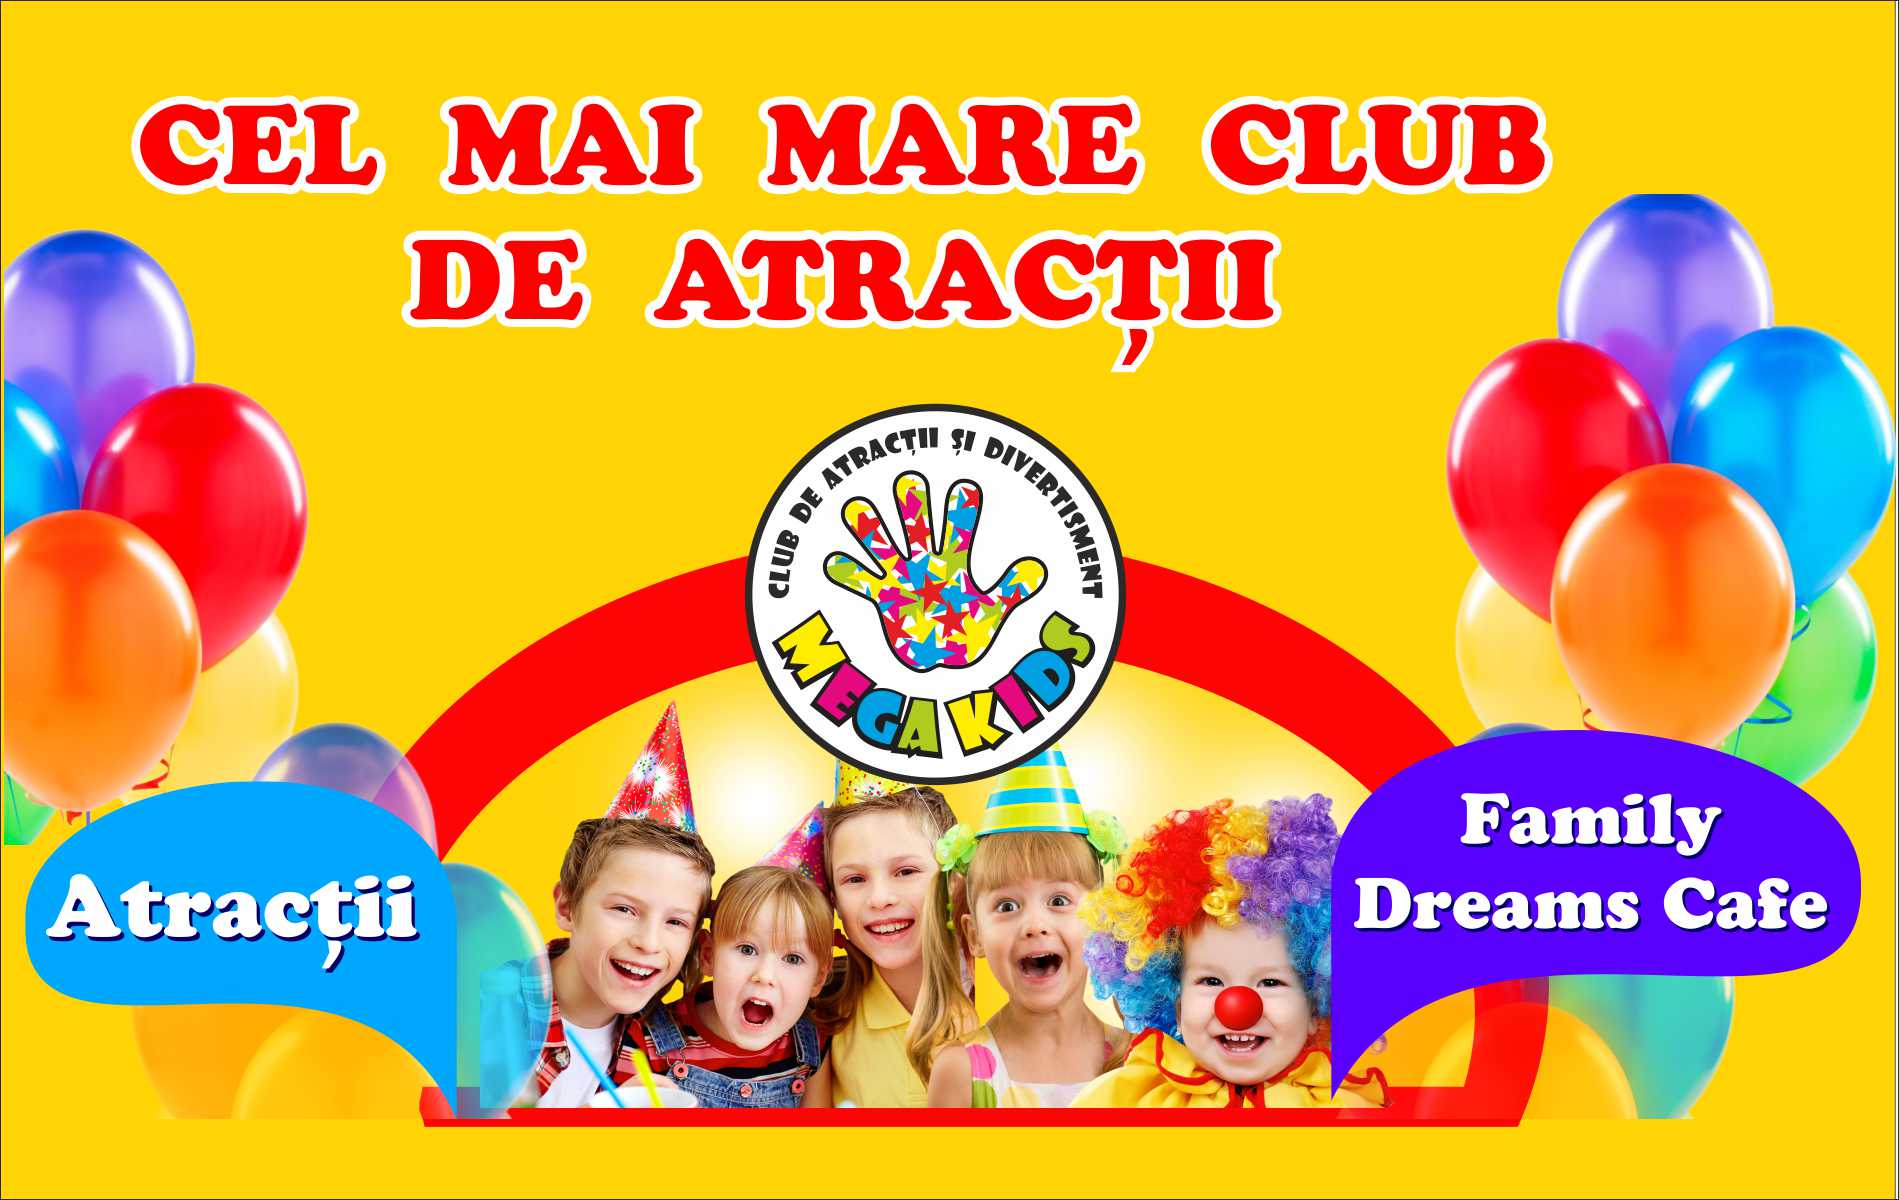 CEL MAI MARE CLUB
DE ATRACȚII
CLUB DE ATRACȚII ȘI DIVERTISMENT
MEGA KIDS
Atracții
Family
Dreams Cafe